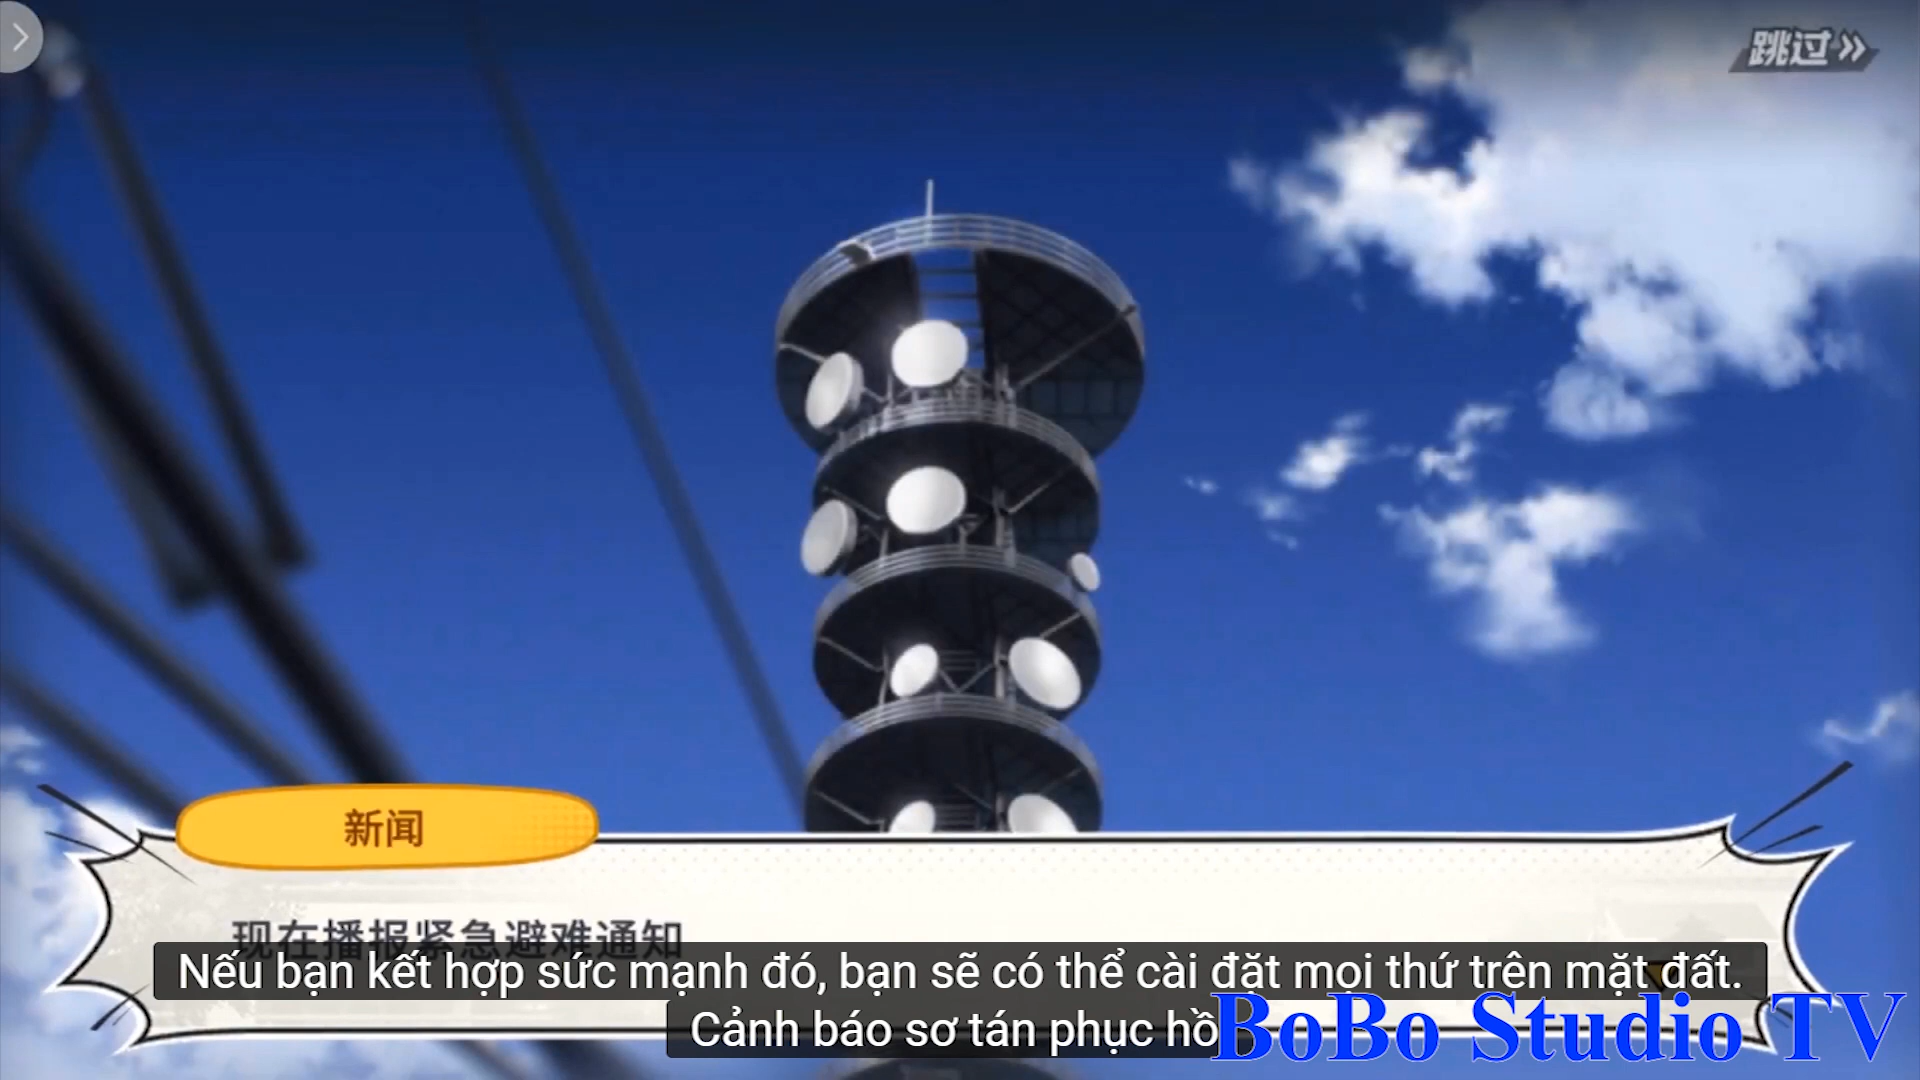 跳过
新闻
现在播报紧急避难通知
Nếu bạn kết hợp sức mạnh đó, bạn sẽ có thể cài đặt mọi thứ trên mặt đất.
Cảnh báo sơ tán phục hồ
BoBo Studio TV